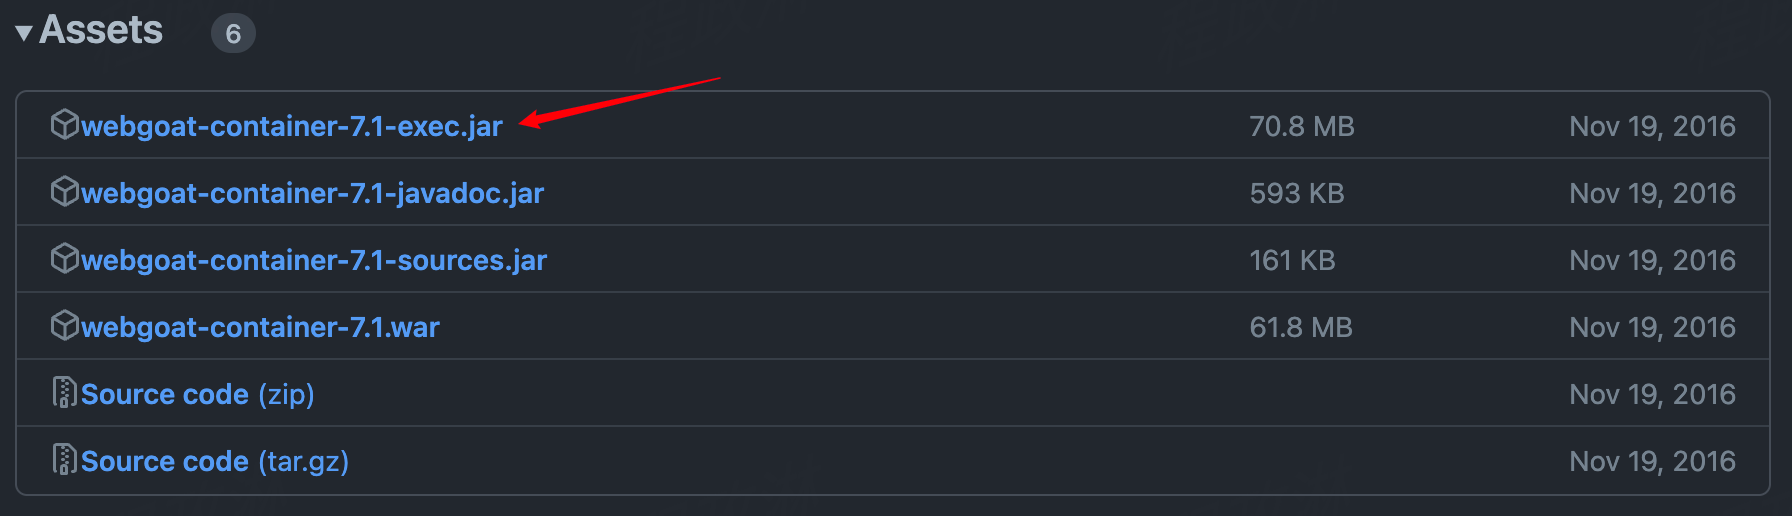 Assets 6
webgoat-container-7.1-exec.jar 70.8 MB Nov 19, 2016
webgoat-container-7.1-javadoc.jar 593 KB Nov 19, 2016
webgoat-container-7.1-sources.jar 161 KB Nov 19, 2016
webgoat-container-7.1.war 61.8 MB Nov 19, 2016
Source code (zip) Nov 19, 2016
Source code (tar.gz) Nov 19, 2016